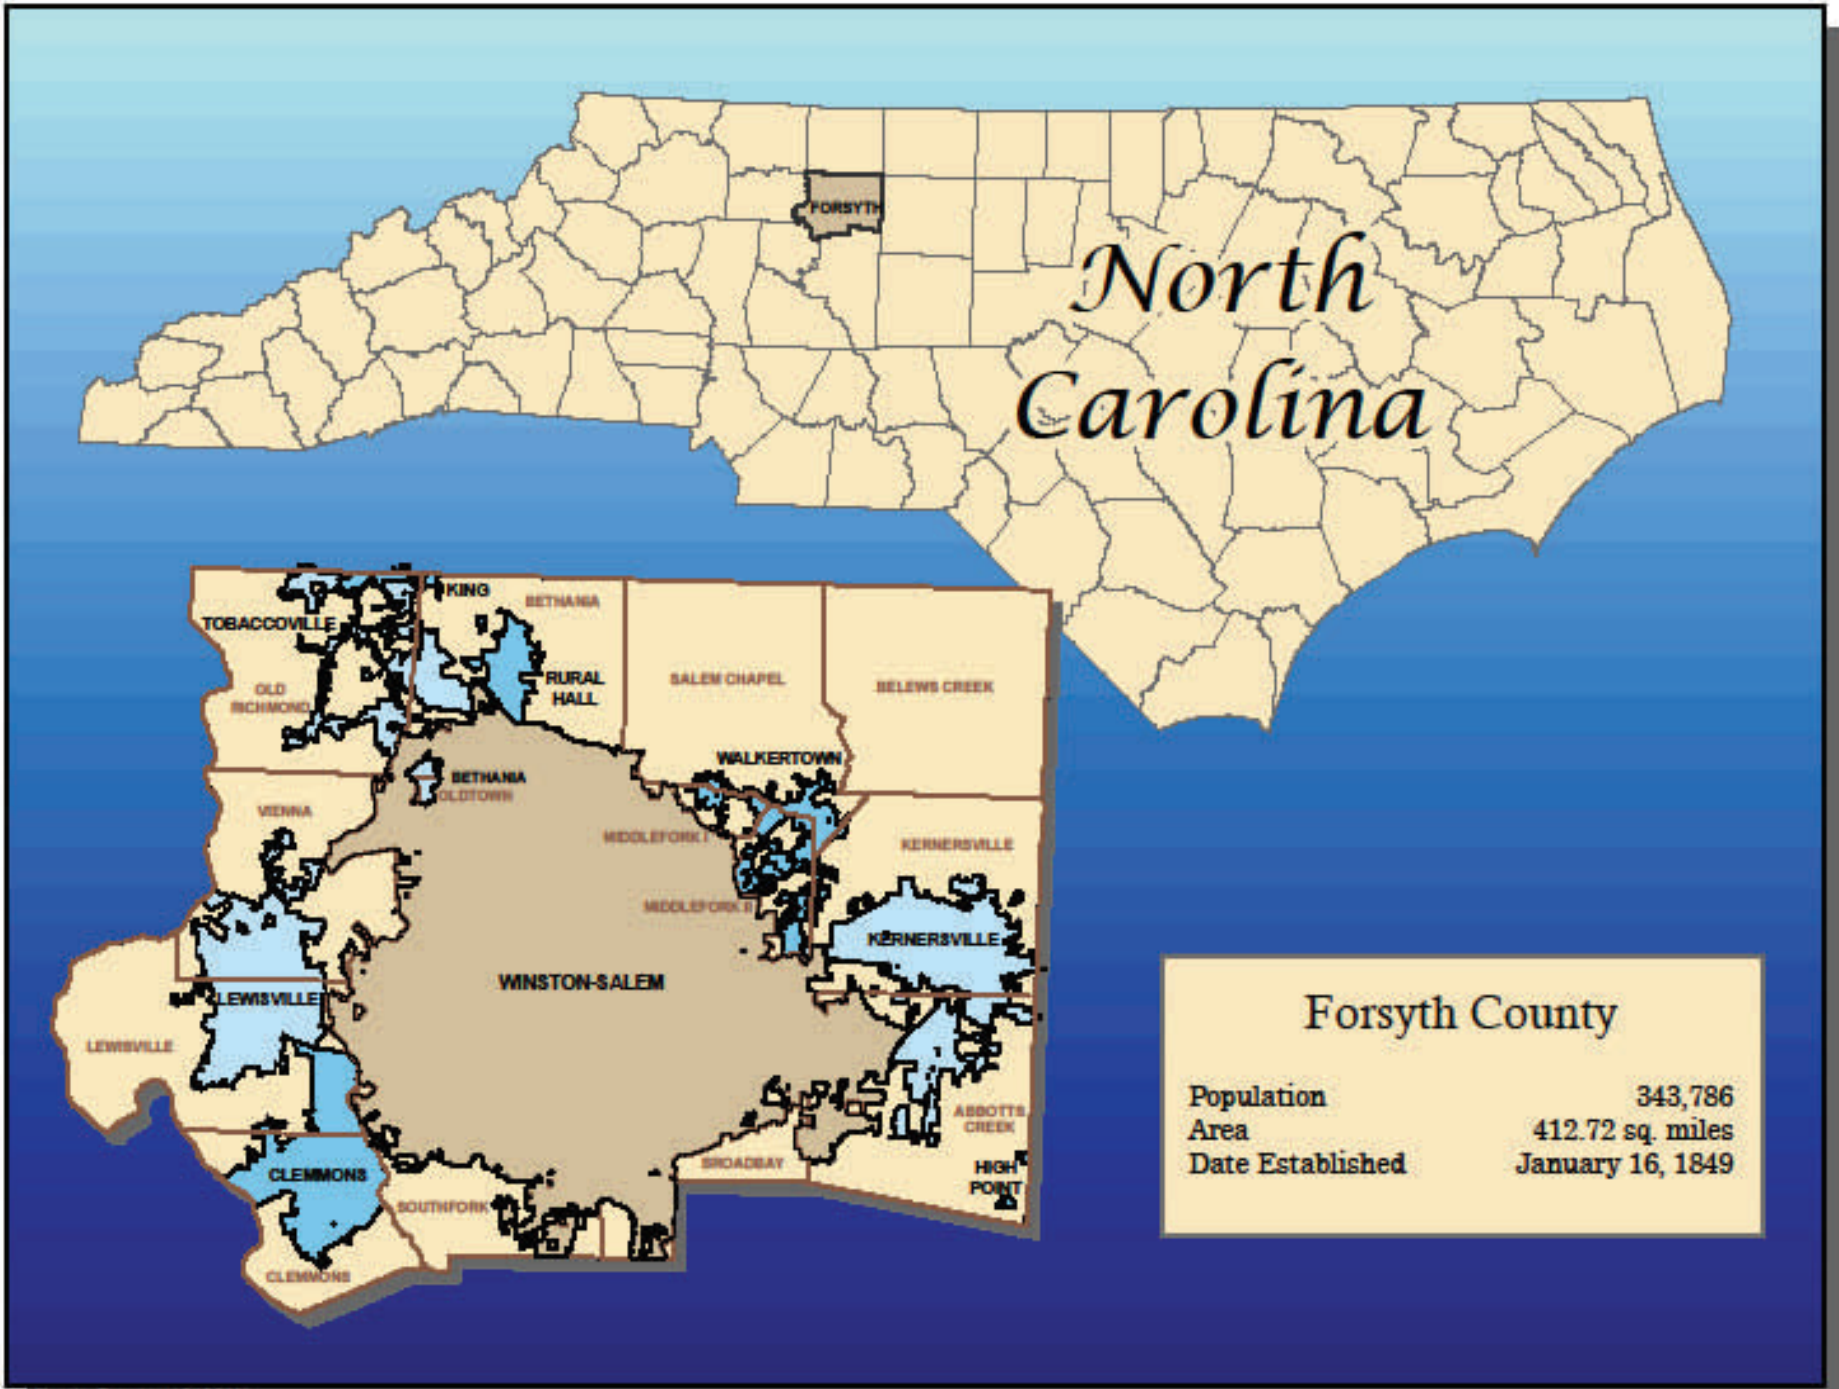 FORSYTH
North
Carolina
KING
BETHANIA
TOBACCOVILLE
RURAL
HALL
SALEM CHAPEL
BELEWS CREEK
OLD
RICHMOND
WALKERTOWN
BETHANIA
OLDTOWN
VIENNA
MIDDLEFORK I
KERNERSVILLE
MIDDLEFORK II
KERNERSVILLE
WINSTON-SALEM
LEWISVILLE
LEWISVILLE
ABBOTTS
CREEK
BROADBAY
HIGH
POINT
CLEMMONS
SOUTHFORK
CLEMMONS
Forsyth County
Population 343,786
Area 412.72 sq. miles
Date Established January 16, 1849